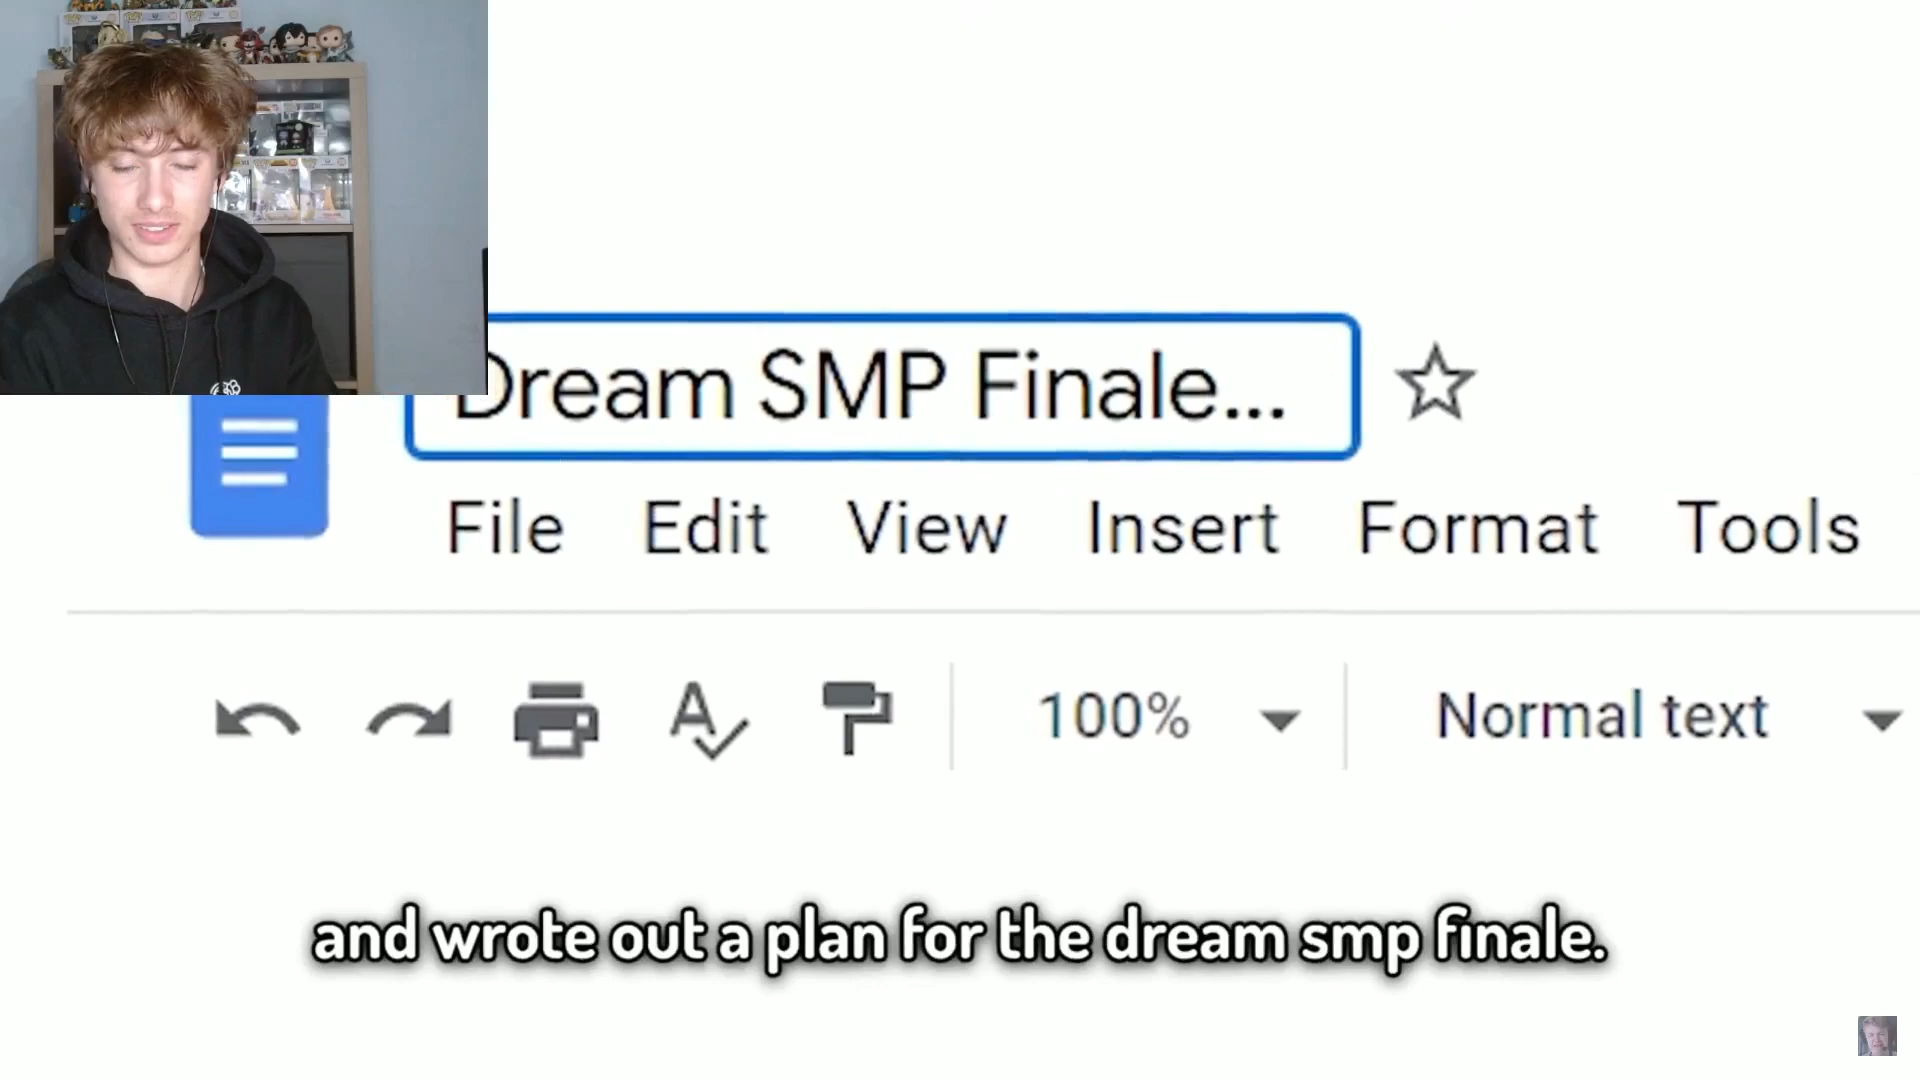 Dream SMP Finale...
File Edit View Insert Format Tools
100% Normal text
and wrote out a plan for the dream smp finale.